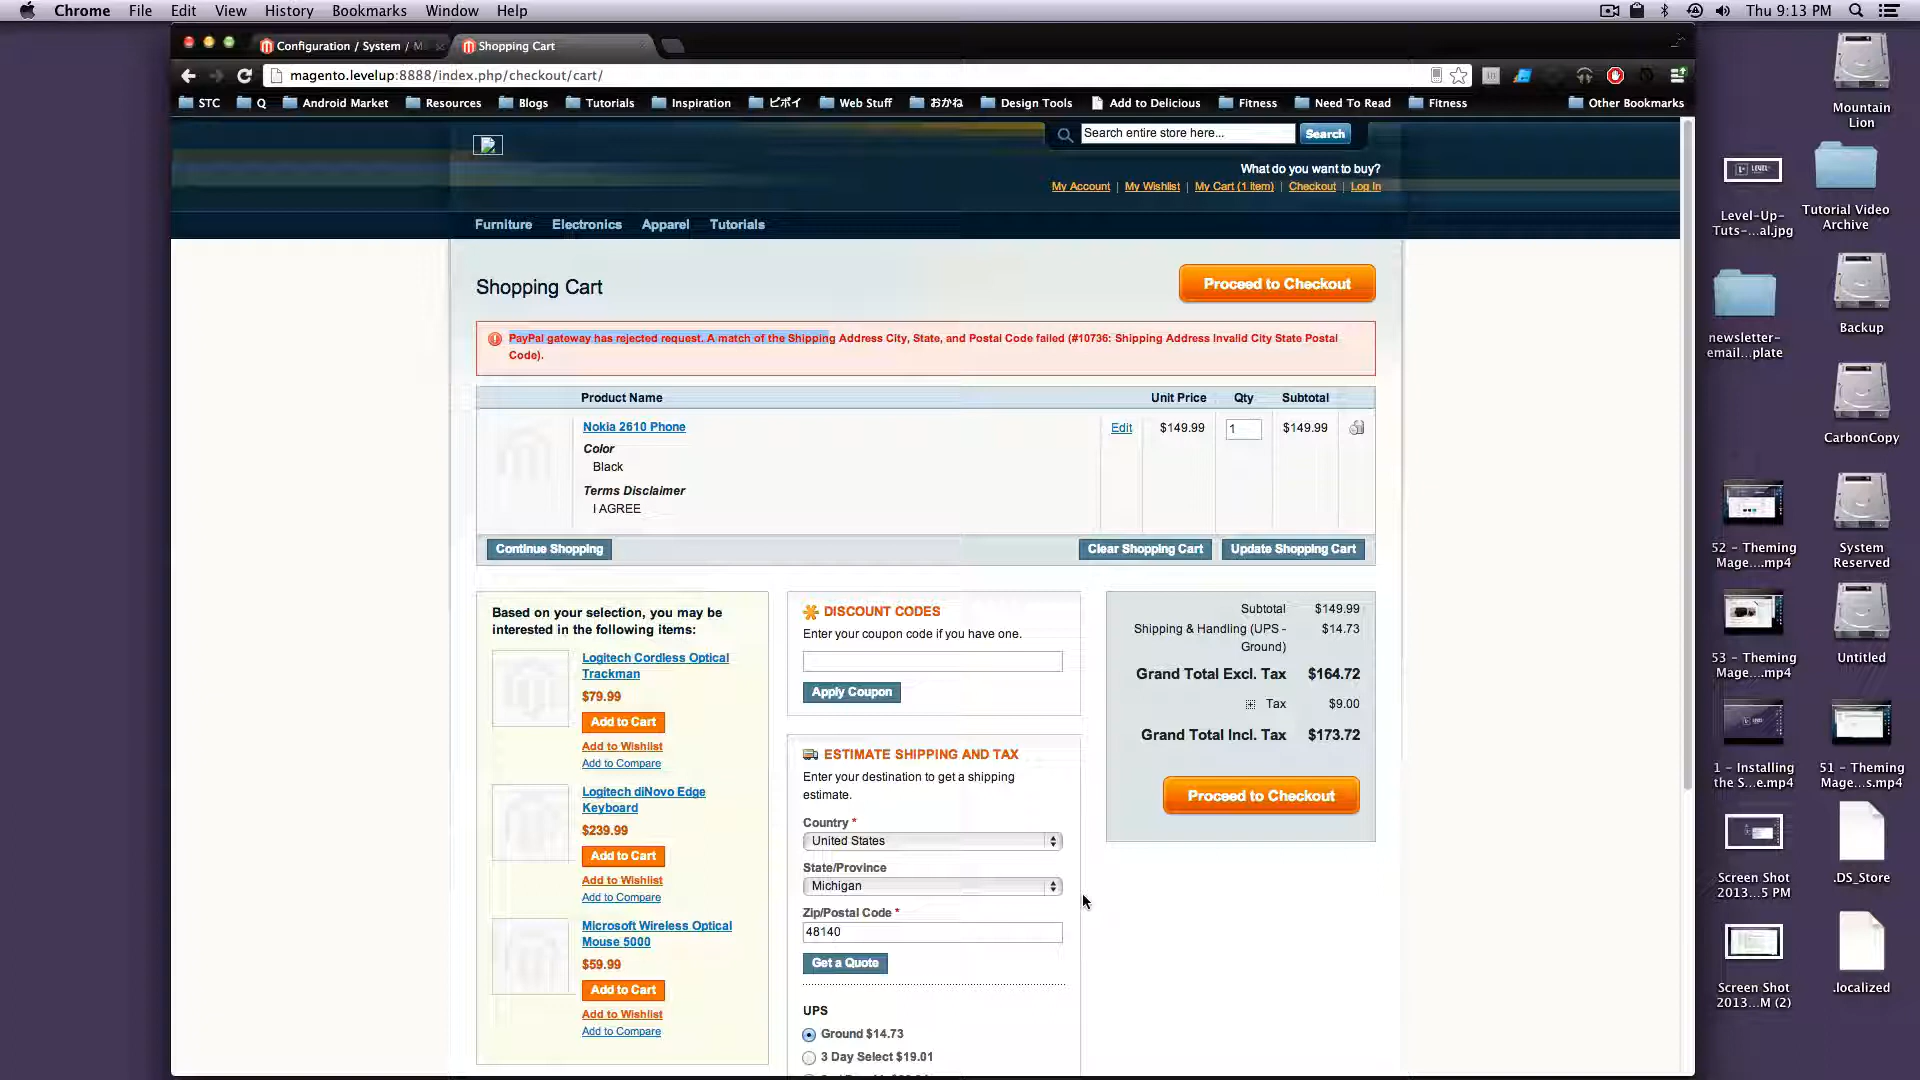 Chrome File Edit View History Bookmarks Window Help
Thu 9:13 PM
Configuration / System / M
Shopping Cart
magento.levelup:8888/index.php/checkout/cart/
STC Q Android Market Resources Blogs Tutorials Inspiration ビボイ Web Stuff おかね Design Tools Add to Delicious Fitness Need To Read Fitness Other Bookmarks
Search entire store here... Search
What do you want to buy?
My Account | My Wishlist | My Cart (1 item) | Checkout | Log In
Furniture Electronics Apparel Tutorials
Shopping Cart
Proceed to Checkout
PayPal gateway has rejected request. A match of the Shipping Address City, State, and Postal Code failed (#10736: Shipping Address Invalid City State Postal
Code).
Product Name Unit Price Qty Subtotal
Nokia 2610 Phone Edit $149.99 1 $149.99
Color
Black
Terms Disclaimer
I AGREE
Continue Shopping Clear Shopping Cart Update Shopping Cart
Based on your selection, you may be
interested in the following items:
Logitech Cordless Optical
Trackman
$79.99
Add to Cart
Add to Wishlist
Add to Compare
Logitech diNovo Edge
Keyboard
$239.99
Add to Cart
Add to Wishlist
Add to Compare
Microsoft Wireless Optical
Mouse 5000
$59.99
Add to Cart
Add to Wishlist
Add to Compare
DISCOUNT CODES
Enter your coupon code if you have one.
Apply Coupon
ESTIMATE SHIPPING AND TAX
Enter your destination to get a shipping
estimate.
Country *
United States
State/Province
Michigan
Zip/Postal Code *
48140
Get a Quote
UPS
Ground $14.73
3 Day Select $19.01
Subtotal $149.99
Shipping & Handling (UPS - $14.73
Ground)
Grand Total Excl. Tax $164.72
Tax $9.00
Grand Total Incl. Tax $173.72
Proceed to Checkout
Mountain
Lion
Level-Up-
Tuts-...al.jpg
Tutorial Video
Archive
newsletter-
email...plate
Backup
CarbonCopy
52 - Theming
Mage....mp4
System
Reserved
53 - Theming
Mage....mp4
Untitled
1 - Installing
the S...e.mp4
51 - Theming
Mage...s.mp4
Screen Shot
2013...5 PM
.DS_Store
Screen Shot
2013...M (2)
.localized